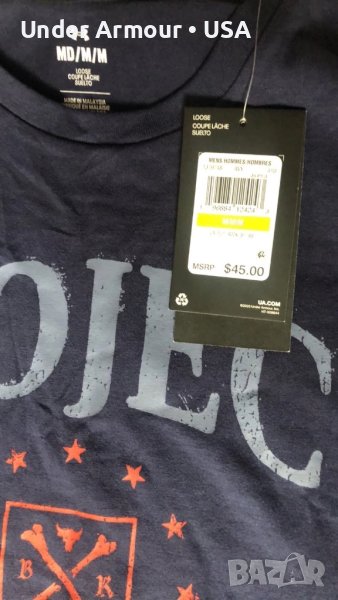 Under Armour • USA
MD/M/M
LOOSE
COUPE LÂCHE
SUELTO
MADE IN MALAYSIA
LOOSE
COUPE LÂCHE
SUELTO
MENS HOMMES HOMBRES
MSRP: $45.00
UA.COM
OJEC
B K
BAZAR